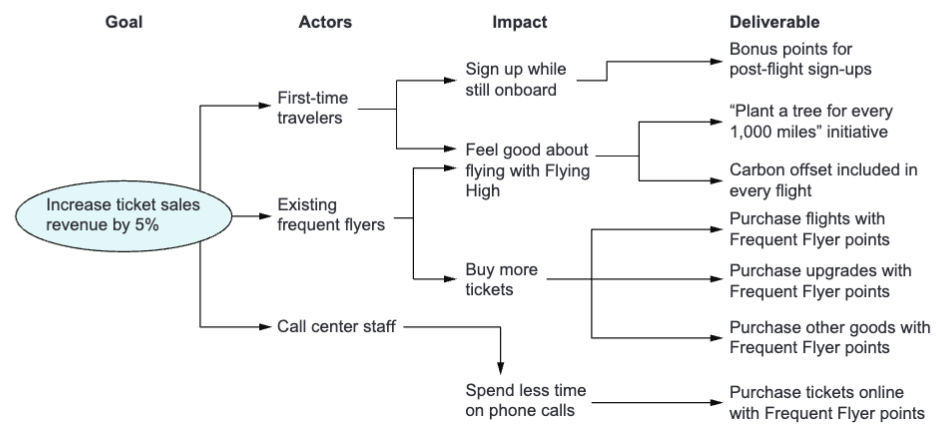 Goal
Actors
Impact
Deliverable
Increase ticket sales
revenue by 5%
First-time
travelers
Existing
frequent flyers
Call center staff
Sign up while
still onboard
Feel good about
flying with Flying
High
Buy more
tickets
Spend less time
on phone calls
Bonus points for
post-flight sign-ups
“Plant a tree for every
1,000 miles” initiative
Carbon offset included in
every flight
Purchase flights with
Frequent Flyer points
Purchase upgrades with
Frequent Flyer points
Purchase other goods with
Frequent Flyer points
Purchase tickets online
with Frequent Flyer points